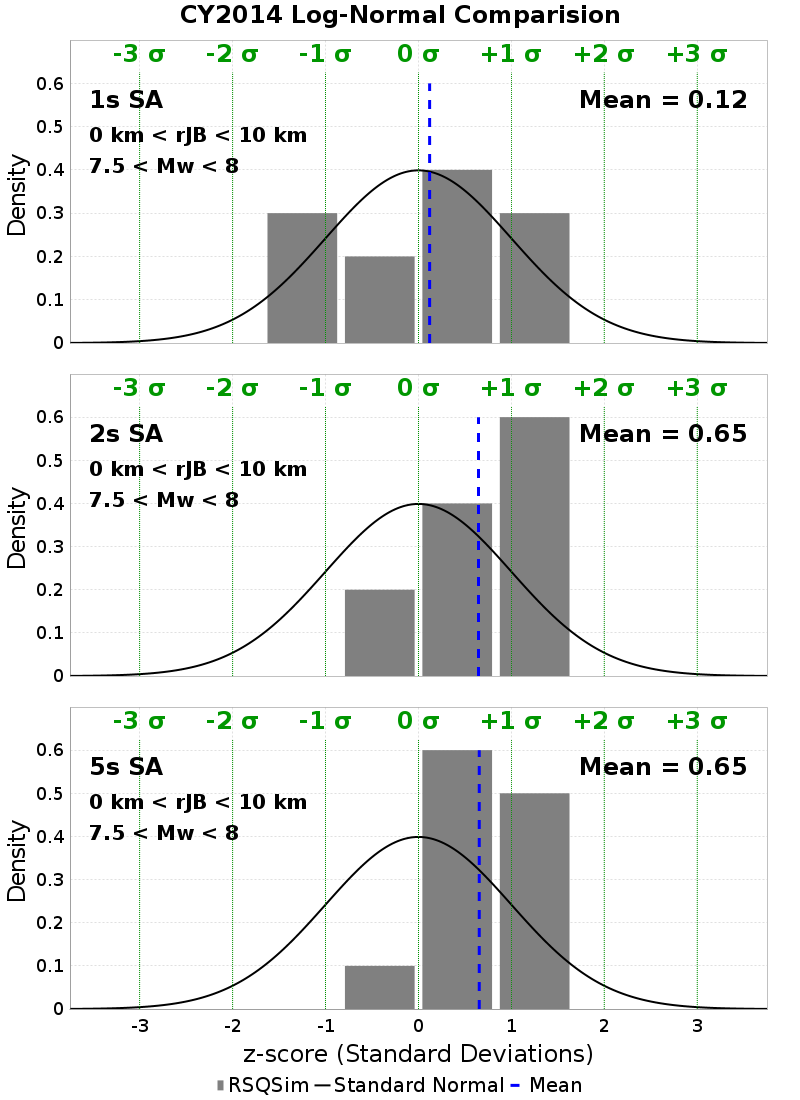 CY2014 Log-Normal Comparision
-3 σ -2 σ -1 σ 0 σ +1 σ +2 σ +3 σ
1s SA
Mean = 0.12
0 km < rJB < 10 km
7.5 < Mw < 8
Density
0.6
0.5
0.4
0.3
0.2
0.1
0
-3 σ -2 σ -1 σ 0 σ +1 σ +2 σ +3 σ
2s SA
Mean = 0.65
0 km < rJB < 10 km
7.5 < Mw < 8
Density
0.6
0.5
0.4
0.3
0.2
0.1
0
-3 σ -2 σ -1 σ 0 σ +1 σ +2 σ +3 σ
5s SA
Mean = 0.65
0 km < rJB < 10 km
7.5 < Mw < 8
Density
0.6
0.5
0.4
0.3
0.2
0.1
0
-3 -2 -1 0 1 2 3
z-score (Standard Deviations)
RSQSim Standard Normal Mean